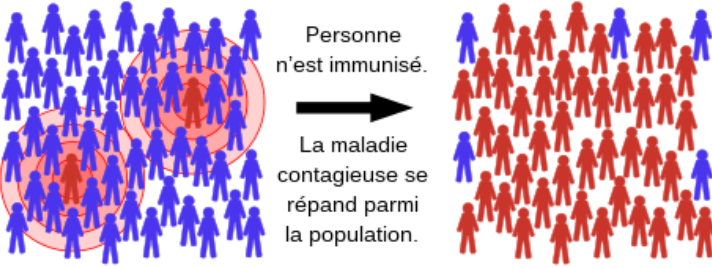 Personne
n’est immunisé.
La maladie
contagieuse se
répand parmi
la population.